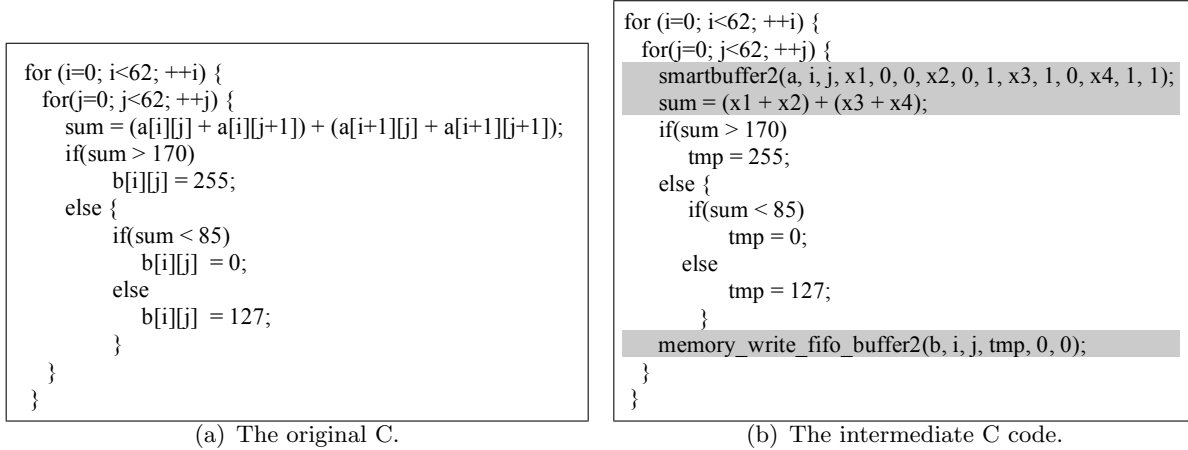 for (i=0; i<62; ++i) {
for(j=0; j<62; ++j) {
sum = (a[i][j] + a[i][j+1]) + (a[i+1][j] + a[i+1][j+1]);
if(sum > 170)
b[i][j] = 255;
else {
if(sum < 85)
b[i][j] = 0;
else
b[i][j] = 127;
}
}
}
(a) The original C.
for (i=0; i<62; ++i) {
for(j=0; j<62; ++j) {
smartbuffer2(a, i, j, x1, 0, 0, x2, 0, 1, x3, 1, 0, x4, 1, 1);
sum = (x1 + x2) + (x3 + x4);
if(sum > 170)
tmp = 255;
else {
if(sum < 85)
tmp = 0;
else
tmp = 127;
}
memory_write_fifo_buffer2(b, i, j, tmp, 0, 0);
}
}
(b) The intermediate C code.